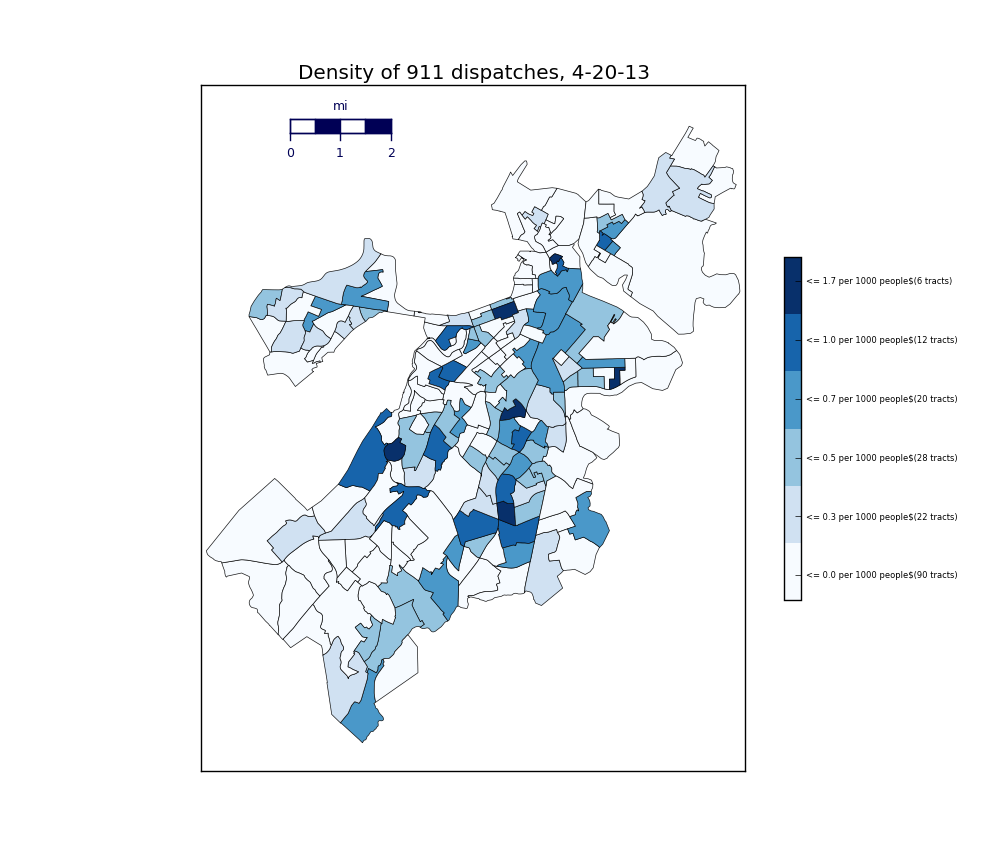 Density of 911 dispatches, 4-20-13
mi
0 1 2
<= 1.7 per 1000 people$(6 tracts)
<= 1.0 per 1000 people$(12 tracts)
<= 0.7 per 1000 people$(20 tracts)
<= 0.5 per 1000 people$(28 tracts)
<= 0.3 per 1000 people$(22 tracts)
<= 0.0 per 1000 people$(90 tracts)